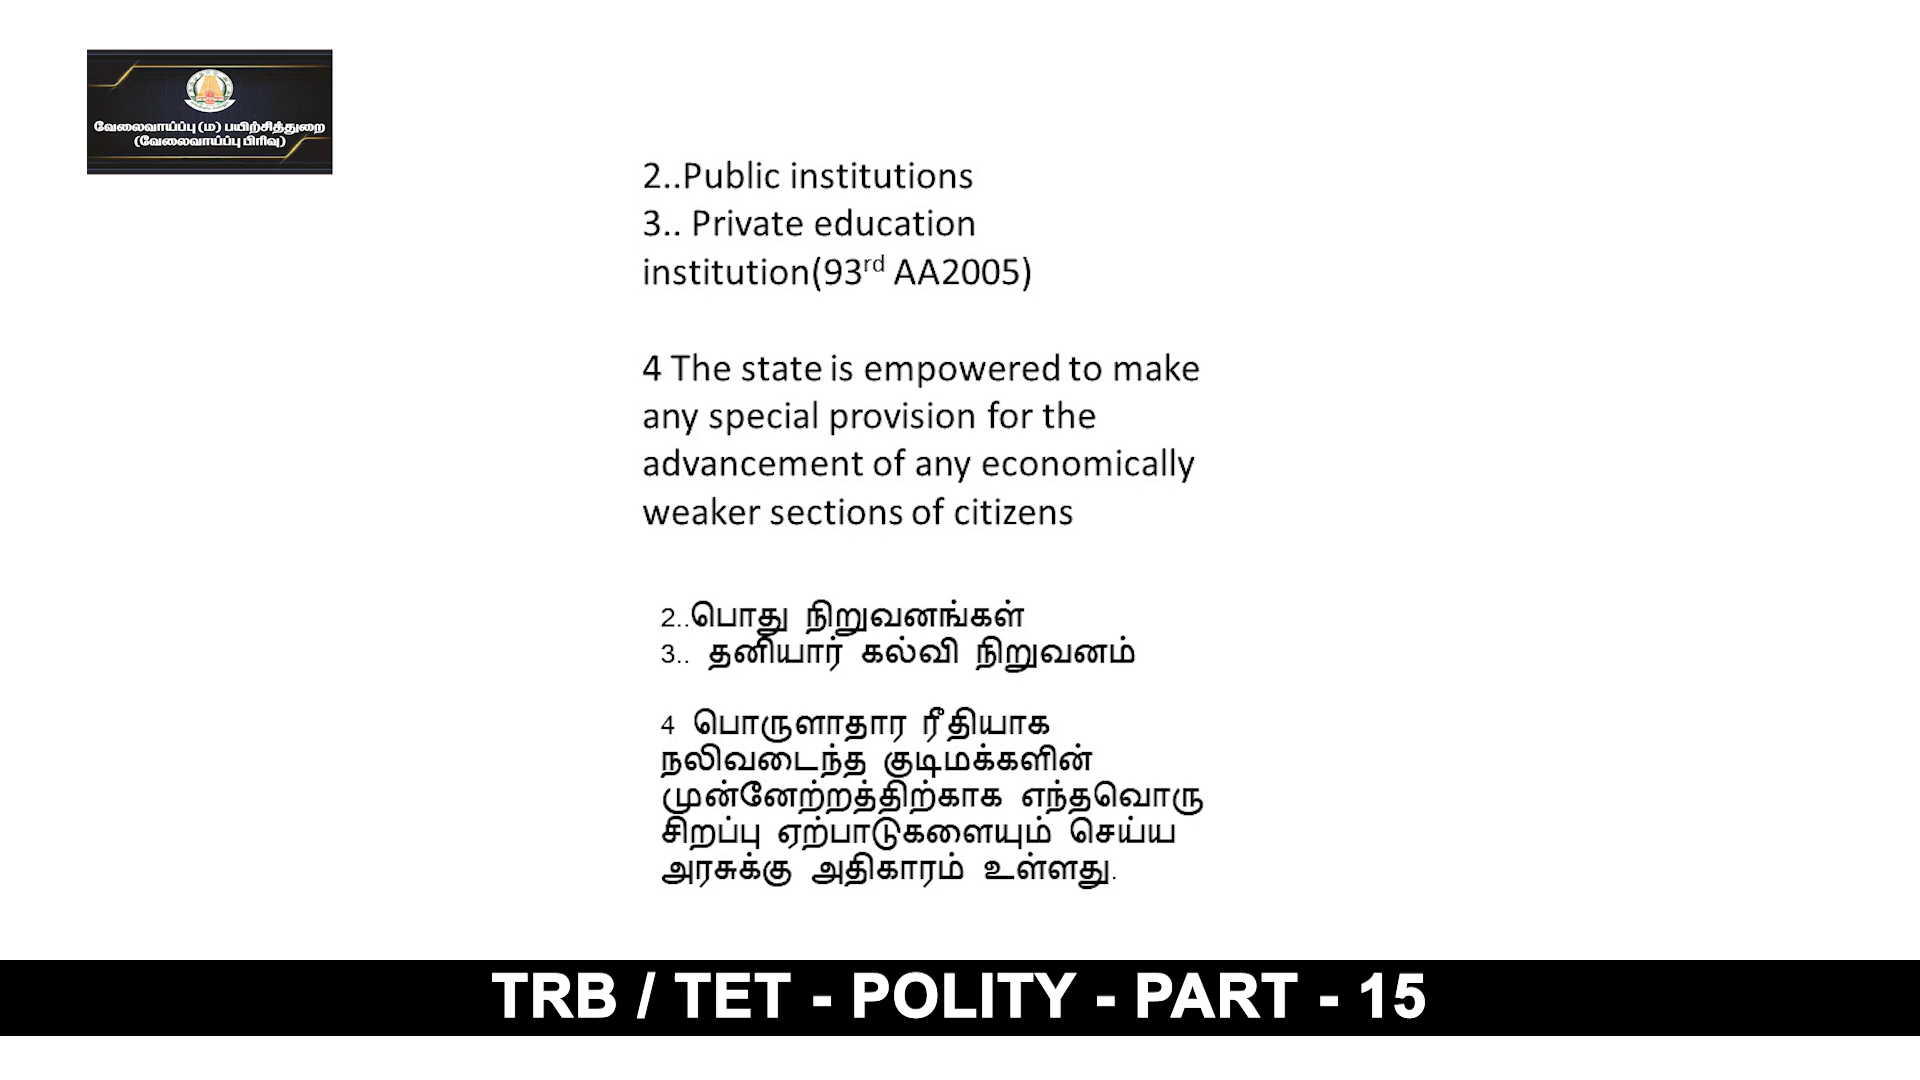 வேலைவாய்ப்பு (ம) பயிற்சித்துறை
(வேலைவாய்ப்பு பிரிவு)
2..Public institutions
3.. Private education
institution(93rd AA2005)
4 The state is empowered to make
any special provision for the
advancement of any economically
weaker sections of citizens
2..பொது நிறுவனங்கள்
3.. தனியார் கல்வி நிறுவனம்
4 பொருளாதார ரீதியாக
நலிவடைந்த குடிமக்களின்
முன்னேற்றத்திற்காக எந்தவொரு
சிறப்பு ஏற்பாடுகளையும் செய்ய
அரசுக்கு அதிகாரம் உள்ளது.
TRB / TET - POLITY - PART - 15